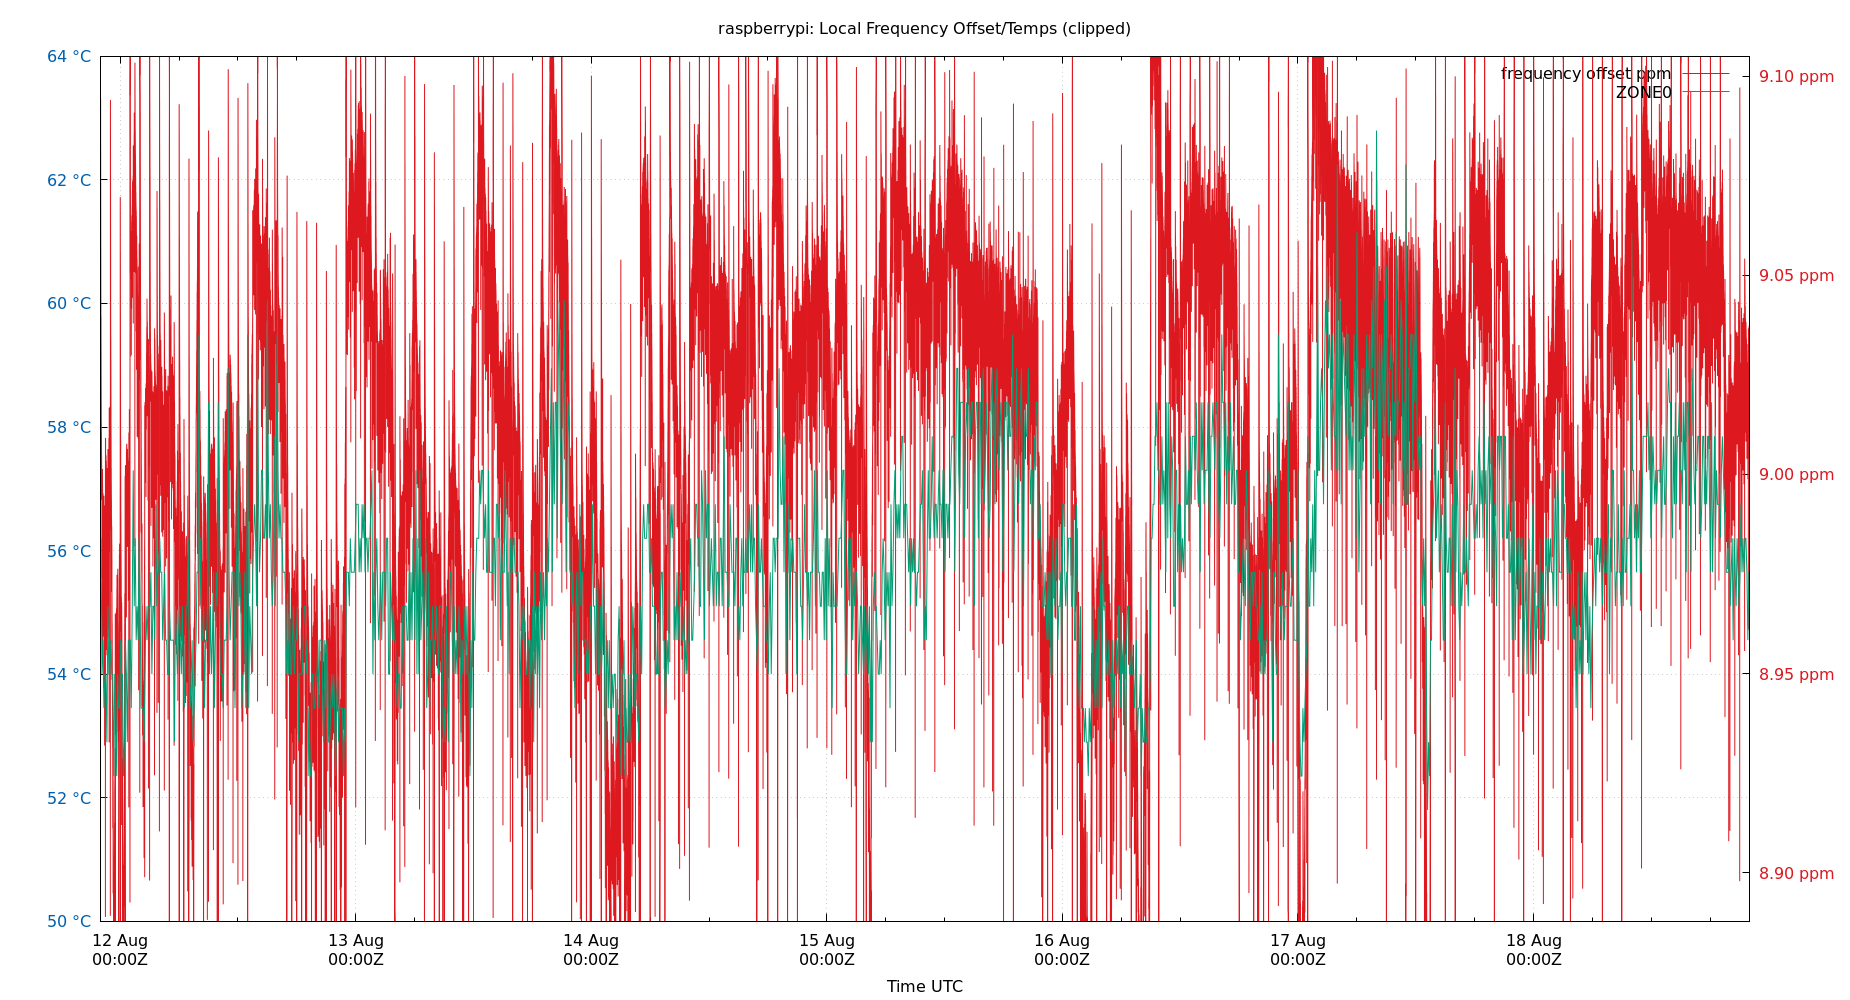 raspberrypi: Local Frequency Offset/Temps (clipped)
64 °C
62 °C
60 °C
58 °C
56 °C
54 °C
52 °C
50 °C
frequency offset ppm
ZONE0
9.10 ppm
9.05 ppm
9.00 ppm
8.95 ppm
8.90 ppm
12 Aug
00:00Z
13 Aug
00:00Z
14 Aug
00:00Z
15 Aug
00:00Z
16 Aug
00:00Z
17 Aug
00:00Z
18 Aug
00:00Z
Time UTC